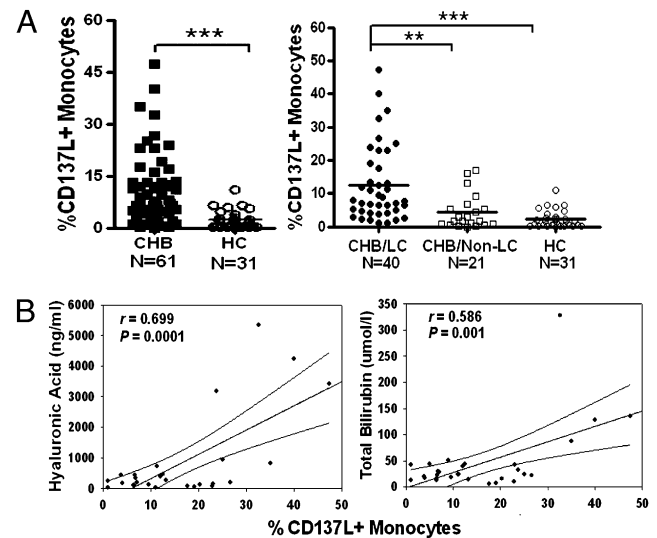 A
%CD137L+ Monocytes
60
45
30
15
0
***
CHB
HC
N=61
N=31
%CD137L+ Monocytes
60
50
40
30
20
10
0
***
**
CHB/LC
CHB/Non-LC
HC
N=40
N=21
N=31
B
Hyaluronic Acid (ng/ml)
6000
5000
4000
3000
2000
1000
0
r = 0.699
P = 0.0001
0 10 20 30 40 50
Total Bilirubin (umol/l)
350
300
250
200
150
100
50
0
r = 0.586
P = 0.001
0 10 20 30 40 50
% CD137L+ Monocytes